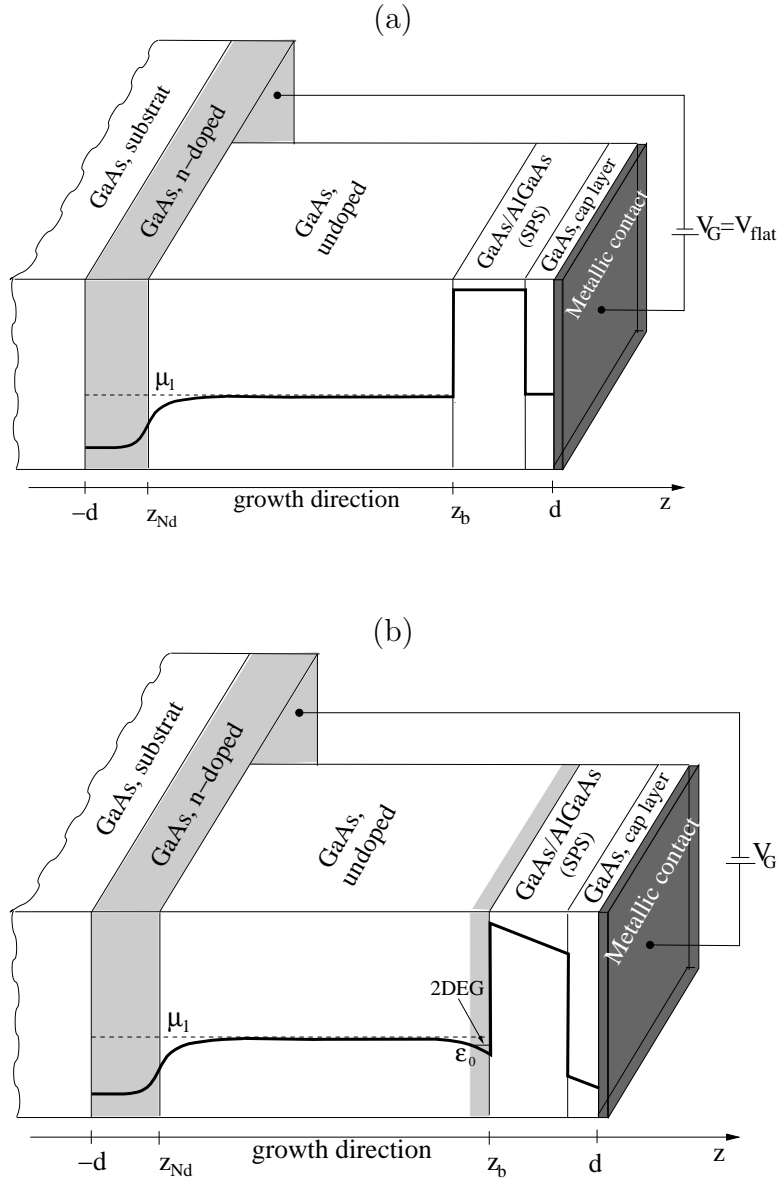 (a)
GaAs, substrat
GaAs, n-doped
GaAs,
undoped
GaAs/AlGaAs
(SPS)
GaAs, cap layer
Metallic contact
V_G=V_flat
μ_1
-d
z_Nd
growth direction
z_b
d
z
(b)
GaAs, substrat
GaAs, n-doped
GaAs,
undoped
GaAs/AlGaAs
(SPS)
GaAs, cap layer
Metallic contact
V_G
2DEG
μ_1
ε_0
-d
z_Nd
growth direction
z_b
d
z